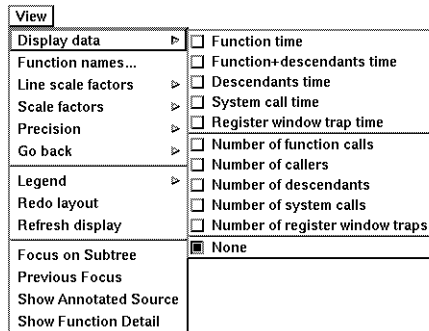 View
Display data
Function names...
Line scale factors
Scale factors
Precision
Go back
Legend
Redo layout
Refresh display
Focus on Subtree
Previous Focus
Show Annotated Source
Show Function Detail
Function time
Function+descendants time
Descendants time
System call time
Register window trap time
Number of function calls
Number of callers
Number of descendants
Number of system calls
Number of register window traps
None